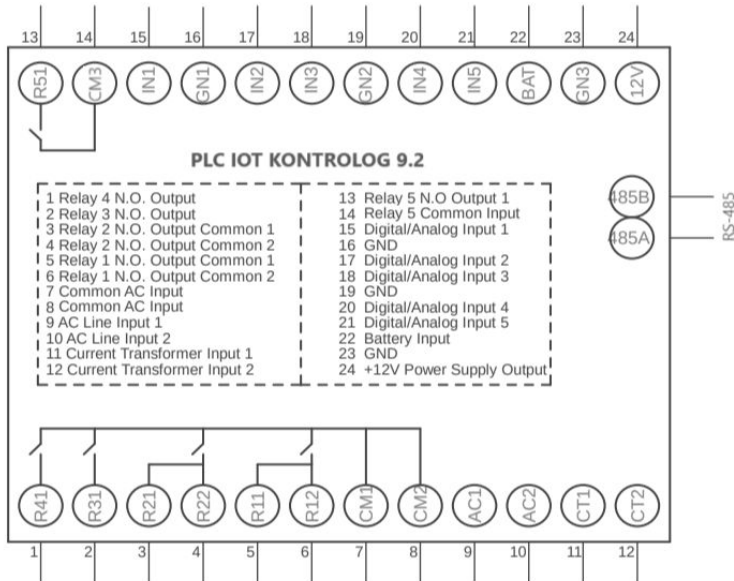 13 14 15 16 17 18 19 20 21 22 23 24
R51 CM3 IN1 GN1 IN2 IN3 GN2 IN4 IN5 BAT GN3 12V
PLC IOT KONTROLOG 9.2
1 Relay 4 N.O. Output
2 Relay 3 N.O. Output
3 Relay 2 N.O. Output Common 1
4 Relay 2 N.O. Output Common 2
5 Relay 1 N.O. Output Common 1
6 Relay 1 N.O. Output Common 2
7 Common AC Input
8 Common AC Input
9 AC Line Input 1
10 AC Line Input 2
11 Current Transformer Input 1
12 Current Transformer Input 2
13 Relay 5 N.O Output 1
14 Relay 5 Common Input
15 Digital/Analog Input 1
16 GND
17 Digital/Analog Input 2
18 Digital/Analog Input 3
19 GND
20 Digital/Analog Input 4
21 Digital/Analog Input 5
22 Battery Input
23 GND
24 +12V Power Supply Output
485B
485A
RS-485
R41 R31 R21 R22 R11 R12 CM1 CM2 AC1 AC2 CT1 CT2
1 2 3 4 5 6 7 8 9 10 11 12